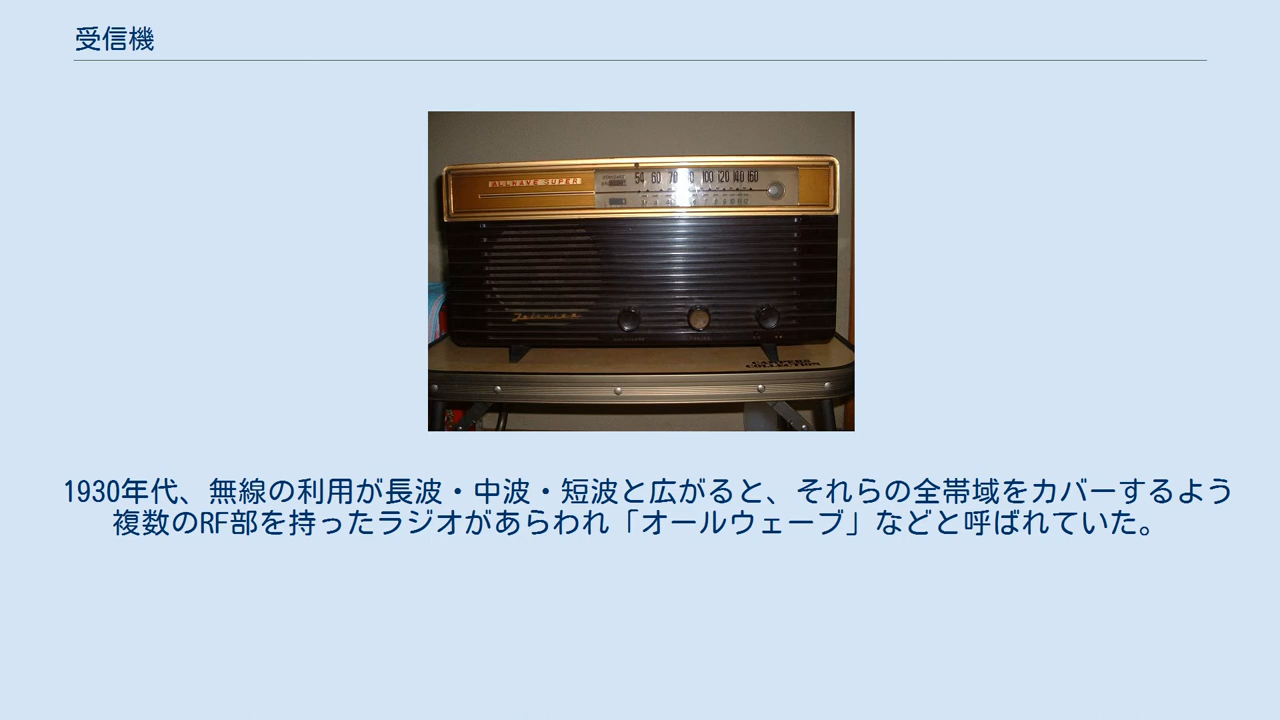 受信機
ALLWAVE SUPER
54 60 70 80 100 120 140 160
CAMPERS
COLLECTION
1930年代、無線の利用が長波・中波・短波と広がると、それらの全帯域をカバーするよう
複数のRF部を持ったラジオがあらわれ「オールウェーブ」などと呼ばれていた。